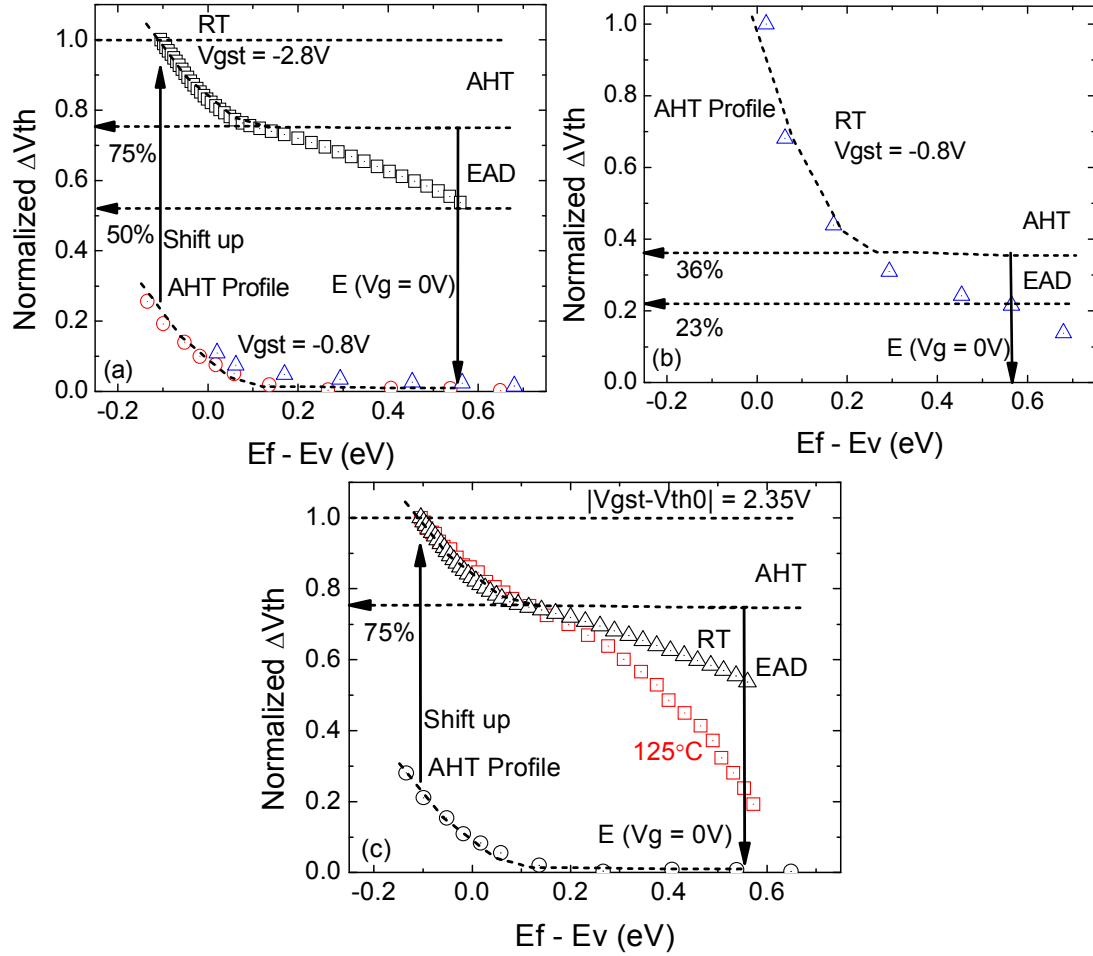 RT
Vgst = -2.8V
AHT
75%
EAD
50%
Shift up
AHT Profile
E (Vg = 0V)
Vgst = -0.8V
(a)
1.0
0.8
0.6
0.4
0.2
0.0
-0.2 0.0 0.2 0.4 0.6
Normalized ΔVth
Ef - Ev (eV)
AHT Profile
RT
Vgst = -0.8V
AHT
36%
EAD
23%
E (Vg = 0V)
(b)
1.0
0.8
0.6
0.4
0.2
0.0
-0.2 0.0 0.2 0.4 0.6
Normalized ΔVth
Ef - Ev (eV)
|Vgst-Vth0| = 2.35V
AHT
75%
RT
EAD
Shift up
125°C
AHT Profile
E (Vg = 0V)
(c)
1.0
0.8
0.6
0.4
0.2
0.0
-0.2 0.0 0.2 0.4 0.6
Normalized ΔVth
Ef - Ev (eV)